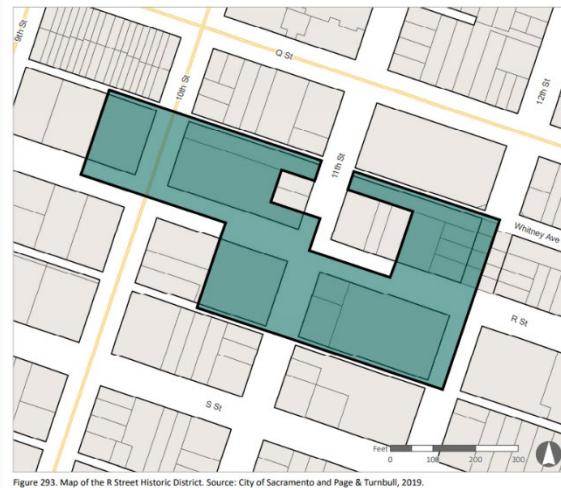 9th St
10th St
Q St
11th St
12th St
Whitney Ave
R St
S St
Feet
0 100 200 300
Figure 293. Map of the R Street Historic District. Source: City of Sacramento and Page & Turnbull, 2019.